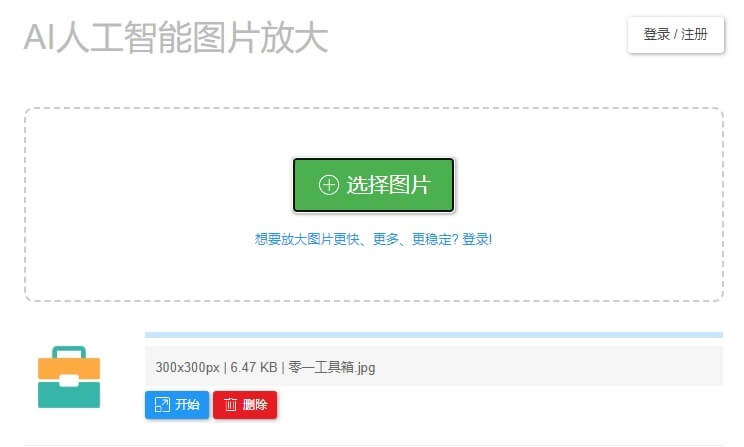 AI人工智能图片放大
登录 / 注册
选择图片
想要放大图片更快、更多、更稳定? 登录!
300x300px | 6.47 KB | 零一工具箱.jpg
开始 删除